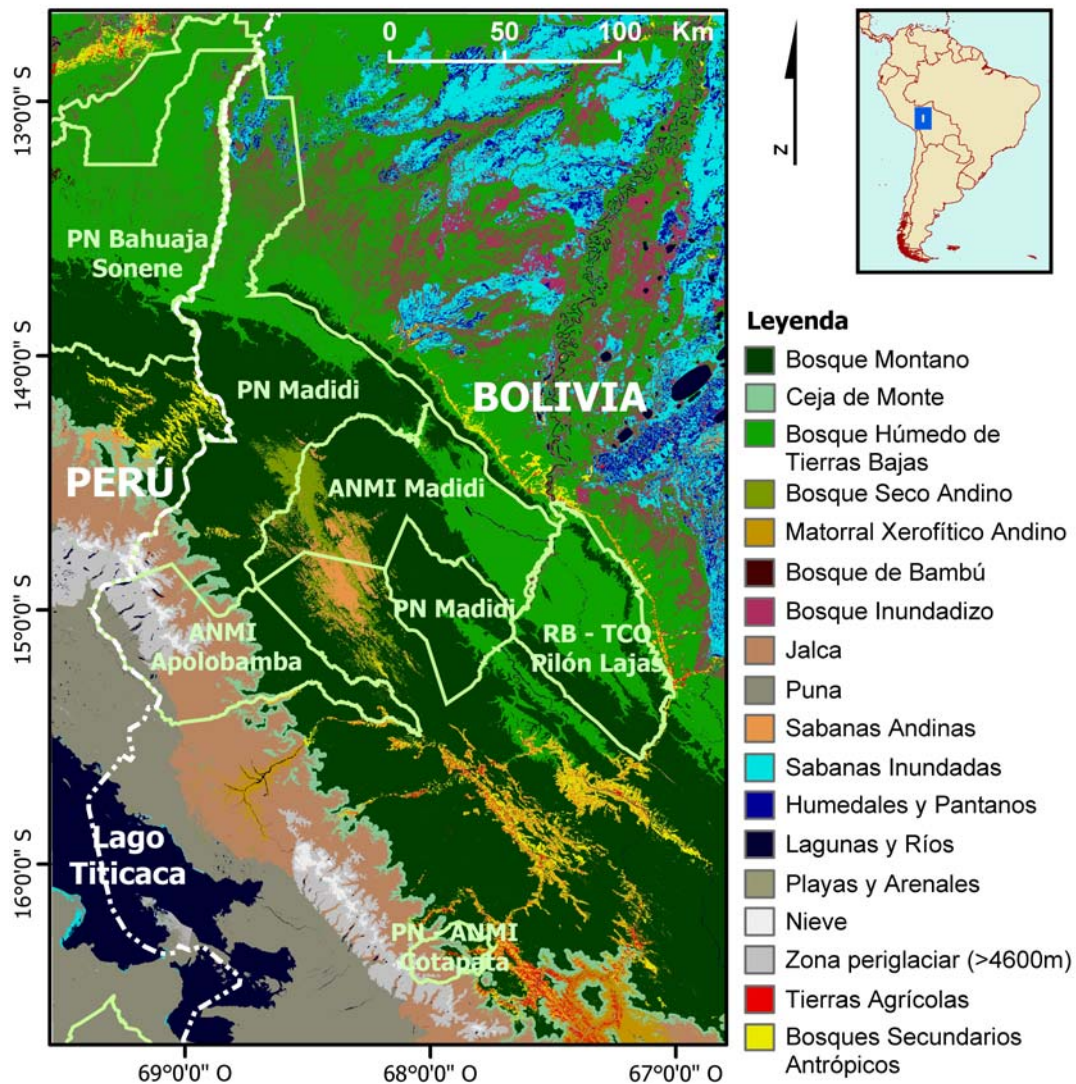 0 100 Km
50
13°0'0" S
14°0'0" S
15°0'0" S
16°0'0" S
PN Bahuaja
Sonene
PN Madidi
BOLIVIA
PERÚ
ANMI Madidi
PN Madidi
ANMI
Apolobamba
RB - TCO
Pilón Lajas
Lago
Titicaca
PN - ANMI
Cotapata
69°0'0" O
68°0'0" O
67°0'0" O
N
Leyenda
Bosque Montano
Ceja de Monte
Bosque Húmedo de
Tierras Bajas
Bosque Seco Andino
Matorral Xerofítico Andino
Bosque de Bambú
Bosque Inundadizo
Jalca
Puna
Sabanas Andinas
Sabanas Inundadas
Humedales y Pantanos
Lagunas y Ríos
Playas y Arenales
Nieve
Zona periglaciar (>4600m)
Tierras Agrícolas
Bosques Secundarios
Antrópicos